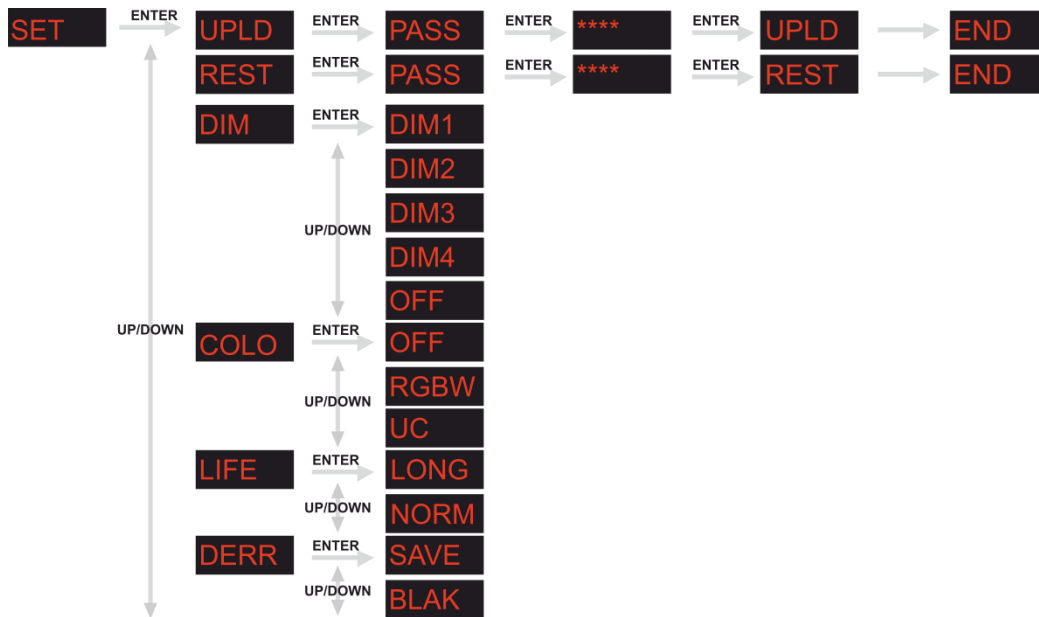 SET ENTER UPLD ENTER PASS ENTER **** ENTER UPLD END
REST ENTER PASS ENTER **** ENTER REST END
DIM ENTER DIM1
DIM2
DIM3
UP/DOWN
DIM4
OFF
UP/DOWN COLO ENTER OFF
UP/DOWN RGBW
UC
LIFE ENTER LONG
UP/DOWN NORM
DERR ENTER SAVE
UP/DOWN BLAK